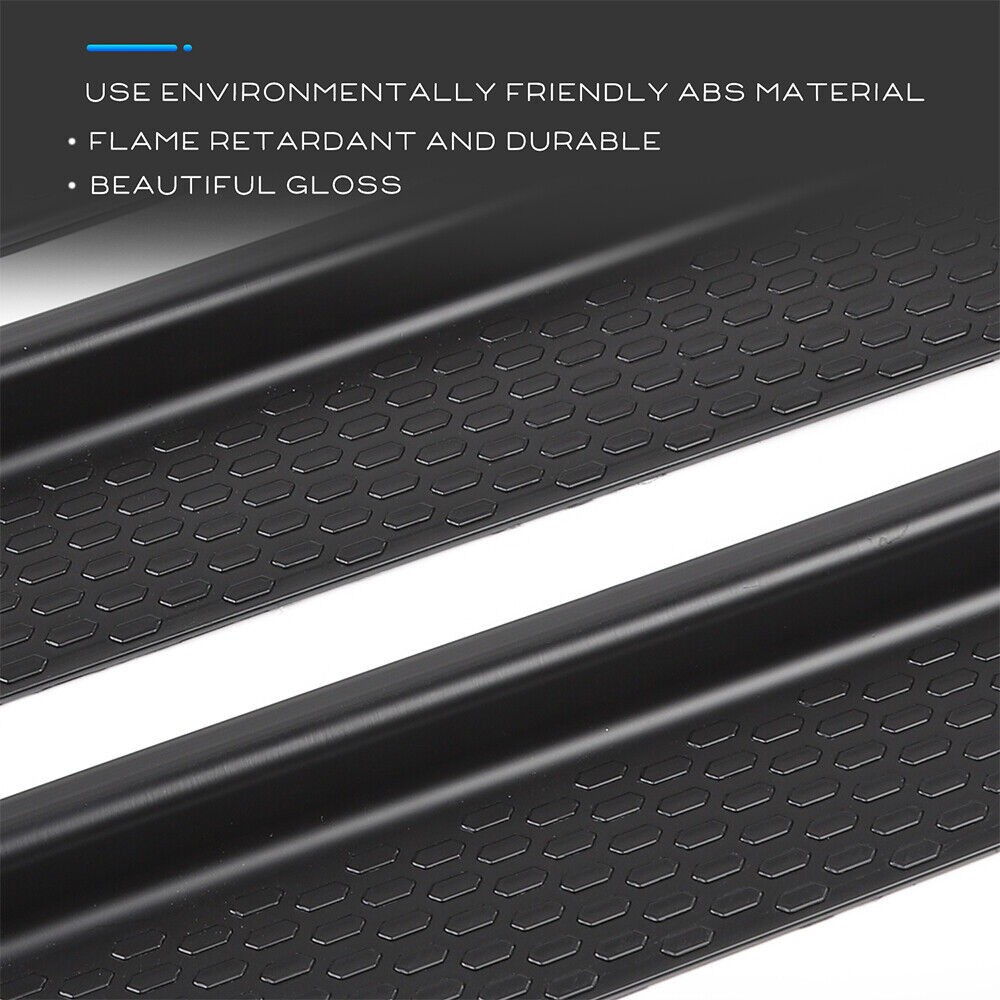 USE ENVIRONMENTALLY FRIENDLY ABS MATERIAL
• FLAME RETARDANT AND DURABLE
• BEAUTIFUL GLOSS